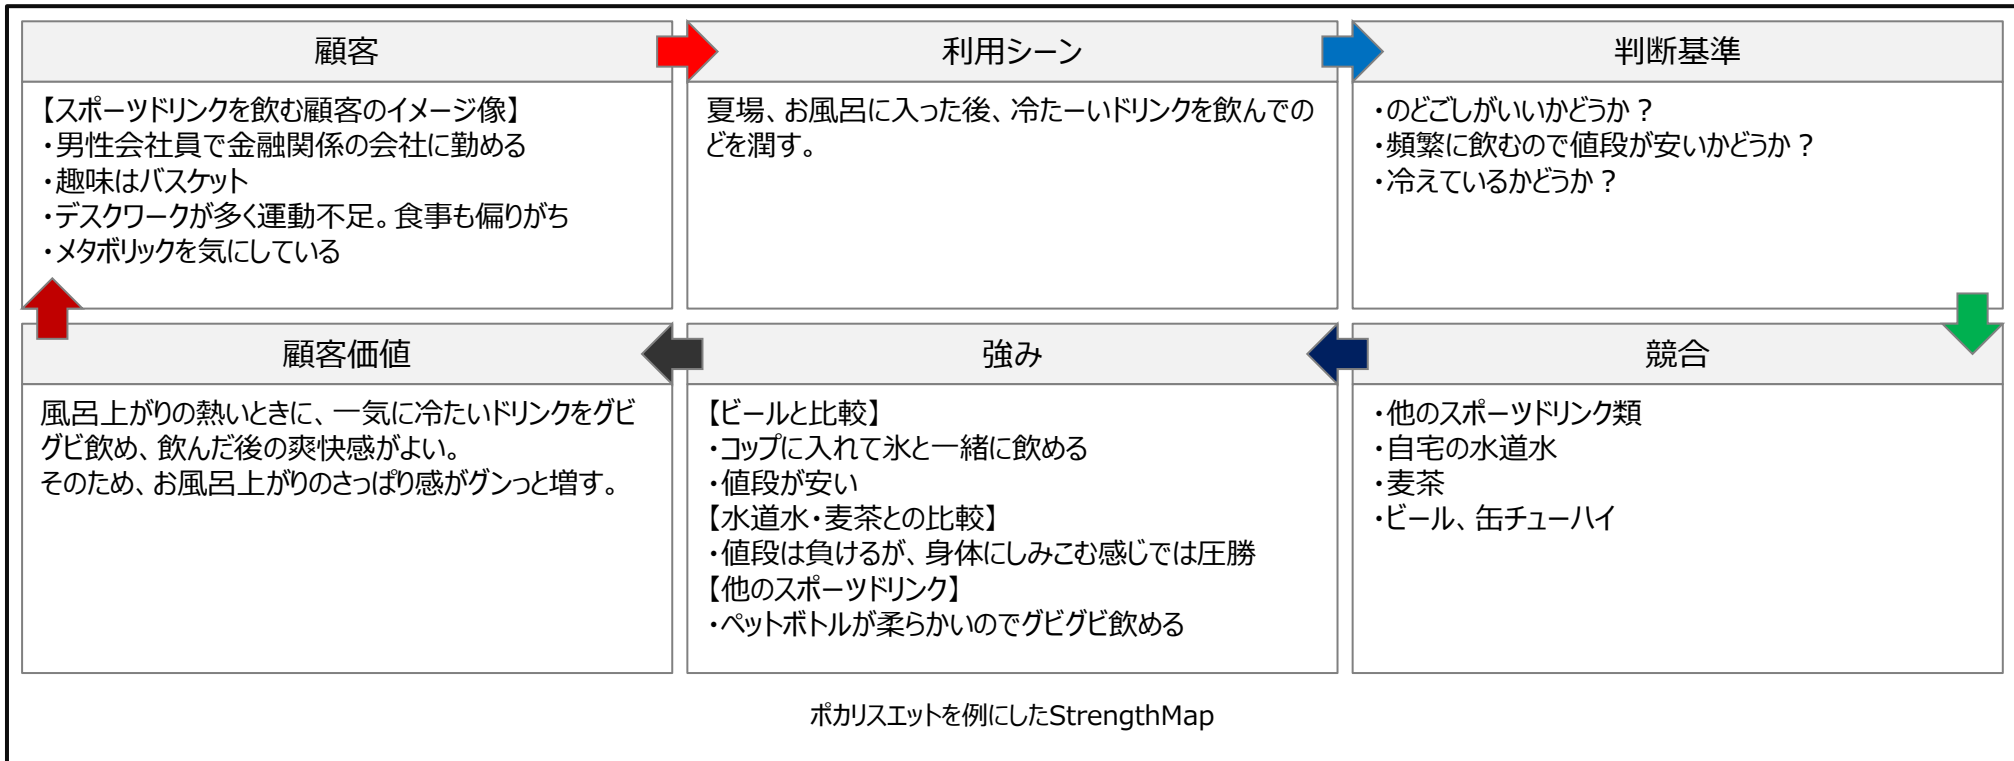 顧客
【スポーツドリンクを飲む顧客のイメージ像】
・男性会社員で金融関係の会社に勤める
・趣味はバスケット
・デスクワークが多く運動不足。食事も偏りがち
・メタボリックを気にしている
利用シーン
夏場、お風呂に入った後、冷たーいドリンクを飲んでの
どを潤す。
判断基準
・のどごしがいいかどうか？
・頻繁に飲むので値段が安いかどうか？
・冷えているかどうか？
顧客価値
風呂上がりの熱いときに、一気に冷たいドリンクをグビ
グビ飲め、飲んだ後の爽快感がよい。
そのため、お風呂上がりのさっぱり感がグンっと増す。
強み
【ビールと比較】
・コップに入れて氷と一緒に飲める
・値段が安い
【水道水・麦茶との比較】
・値段は負けるが、身体にしみこむ感じでは圧勝
【他のスポーツドリンク】
・ペットボトルが柔らかいのでグビグビ飲める
競合
・他のスポーツドリンク類
・自宅の水道水
・麦茶
・ビール、缶チューハイ
ポカリスエットを例にしたStrengthMap